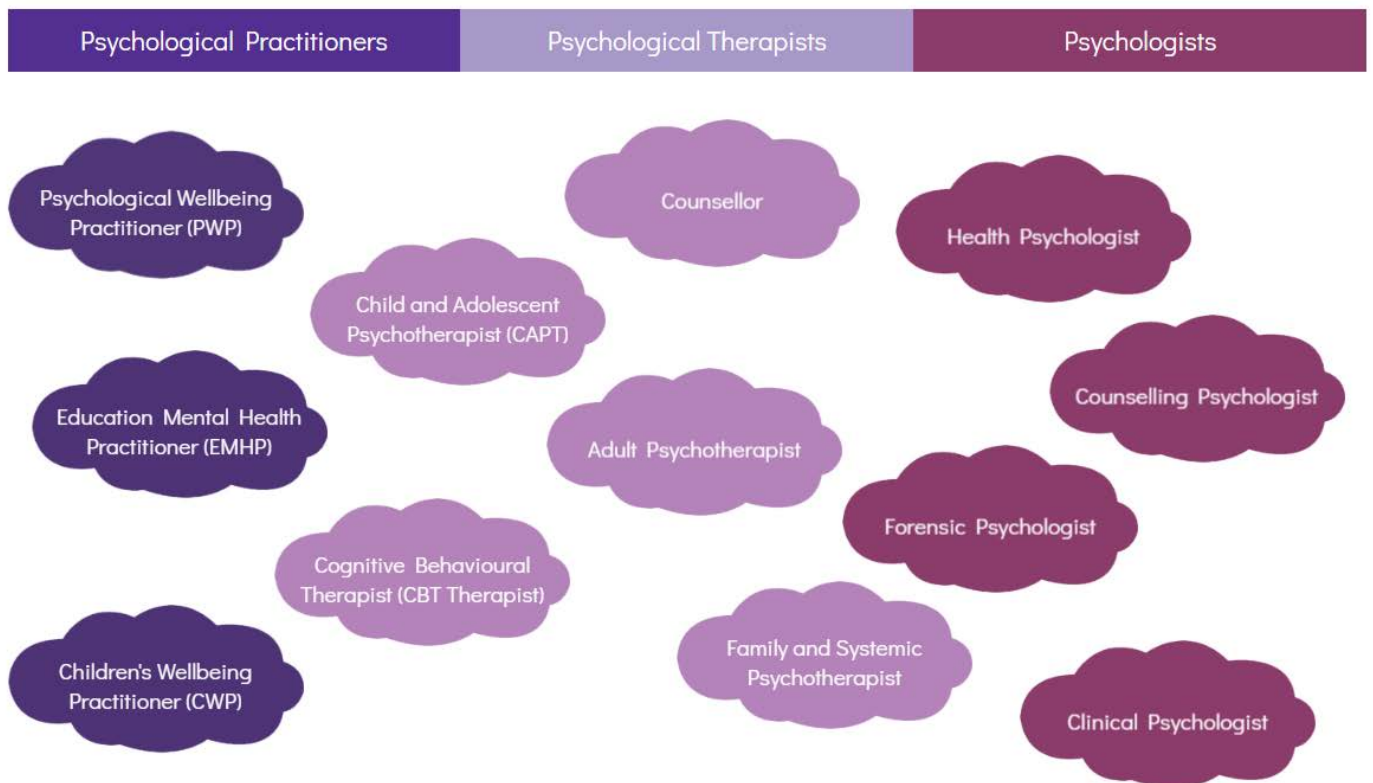 Psychological Practitioners
Psychological Therapists
Psychologists
Psychological Wellbeing
Practitioner (PWP)
Counsellor
Health Psychologist
Child and Adolescent
Psychotherapist (CAPT)
Counselling Psychologist
Education Mental Health
Practitioner (EMHP)
Adult Psychotherapist
Forensic Psychologist
Cognitive Behavioural
Therapist (CBT Therapist)
Family and Systemic
Psychotherapist
Children's Wellbeing
Practitioner (CWP)
Clinical Psychologist